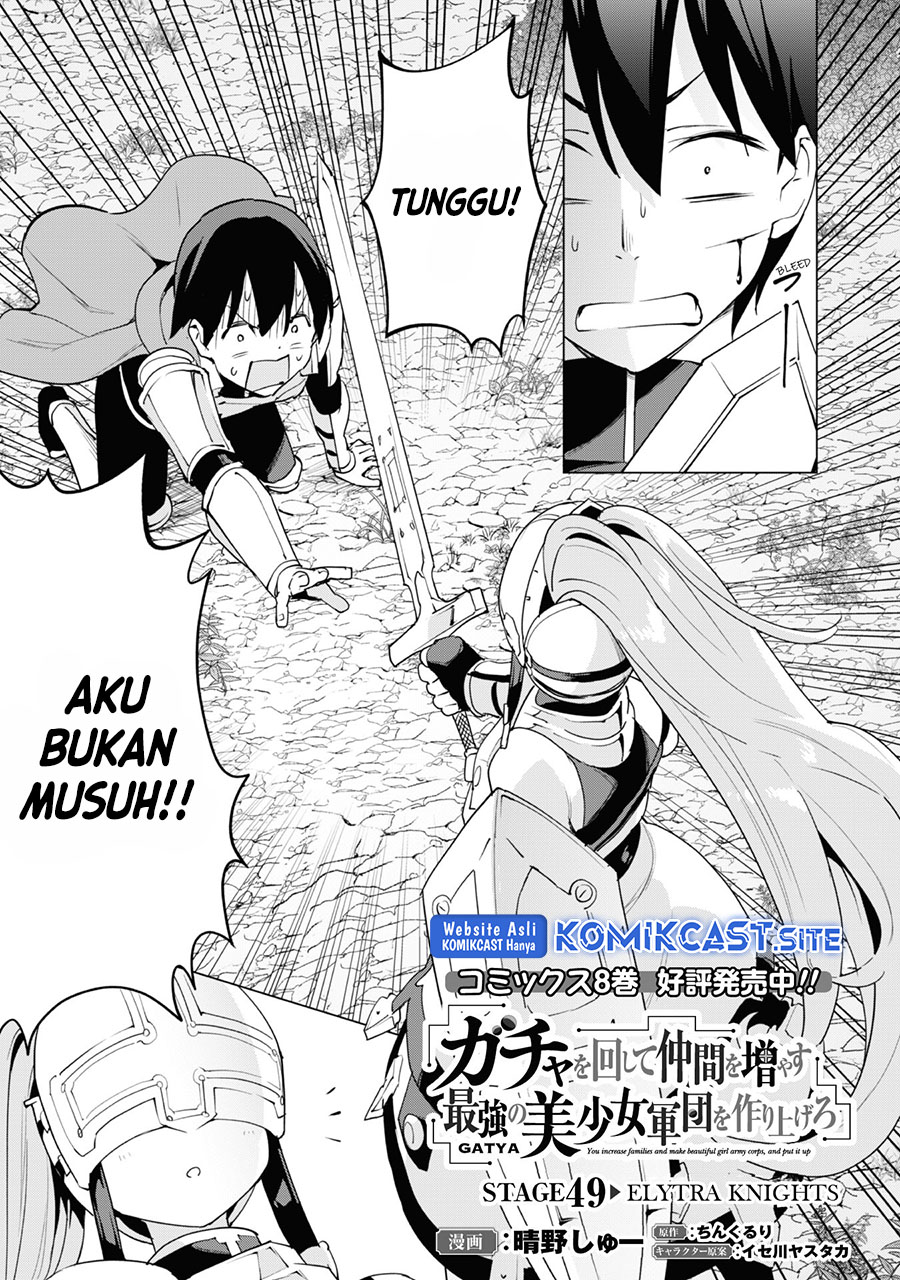 BLEED
TUNGGU!
AKU
BUKAN
MUSUH!!
Website Asli
KOMIKCAST Hanya
KOMIKCAST.SITE
コミックス8巻 好評発売中!!
ガチャを回して仲間を増やす
最強の美少女軍団を作り上げろ
GATYA
You increase families and make beautiful girl army corps, and put it up
STAGE49▶ELYTRA KNIGHTS
漫画:晴野しゅー
原作:ちんくるり
キャラクター原案:イセ川ヤスタカ